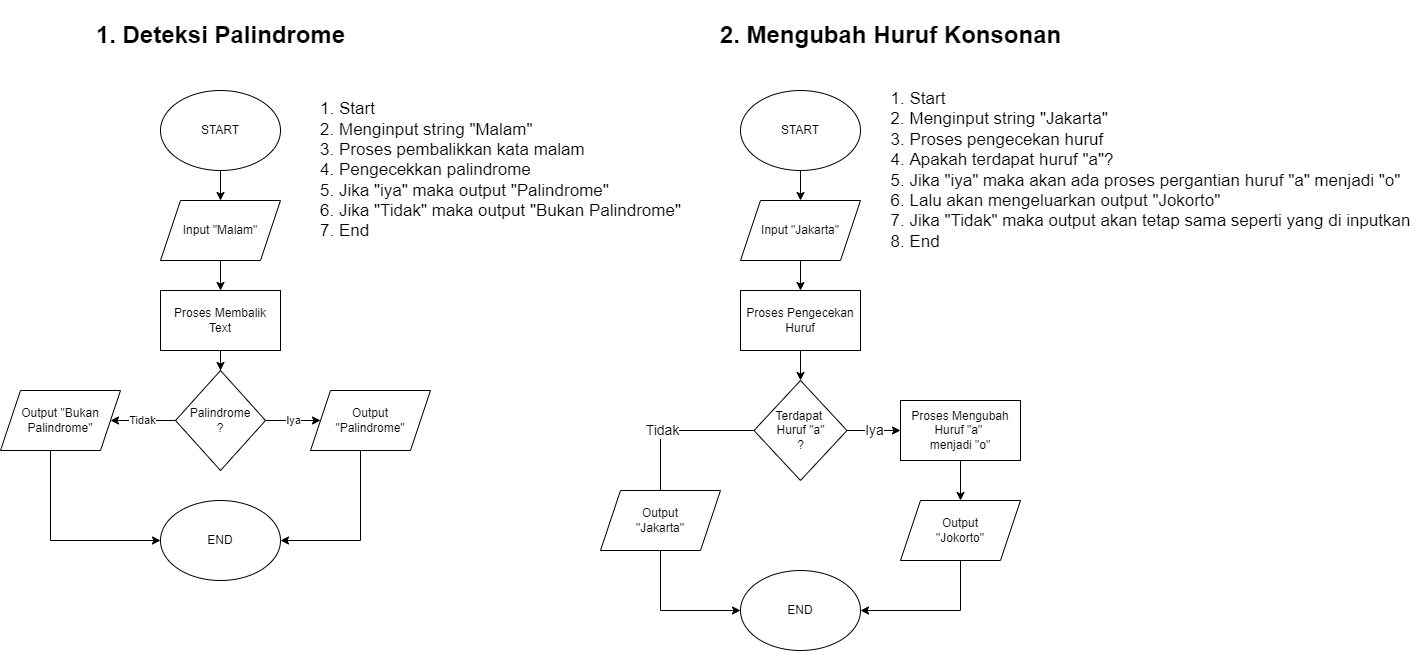 1. Deteksi Palindrome
START
1. Start
2. Menginput string "Malam"
3. Proses pembalikkan kata malam
4. Pengecekkan palindrome
5. Jika "iya" maka output "Palindrome"
6. Jika "Tidak" maka output "Bukan Palindrome"
7. End
Input "Malam"
Proses Membalik
Text
Palindrome
?
Tidak
Iya
Output "Bukan
Palindrome"
Output
"Palindrome"
END
2. Mengubah Huruf Konsonan
START
1. Start
2. Menginput string "Jakarta"
3. Proses pengecekan huruf
4. Apakah terdapat huruf "a"?
5. Jika "iya" maka akan ada proses pergantian huruf "a" menjadi "o"
6. Lalu akan mengeluarkan output "Jokorto"
7. Jika "Tidak" maka output akan tetap sama seperti yang di inputkan
8. End
Input "Jakarta"
Proses Pengecekan
Huruf
Terdapat
Huruf "a"
?
Tidak
Iya
Proses Mengubah
Huruf "a"
menjadi "o"
Output
"Jakarta"
Output
"Jokorto"
END